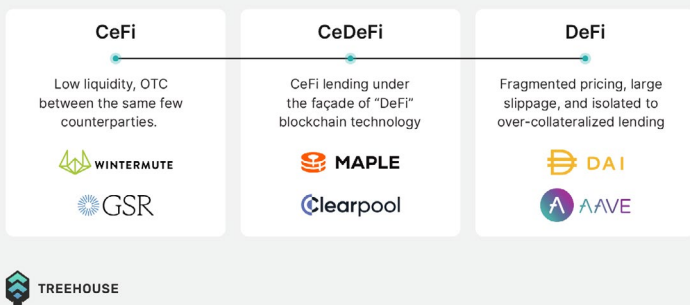 CeFi
Low liquidity, OTC
between the same few
counterparties.
WINTERMUTE
GSR
CeDeFi
CeFi lending under
the façade of “DeFi”
blockchain technology
MAPLE
Clearpool
DeFi
Fragmented pricing, large
slippage, and isolated to
over-collateralized lending
DAI
AAVE
TREEHOUSE